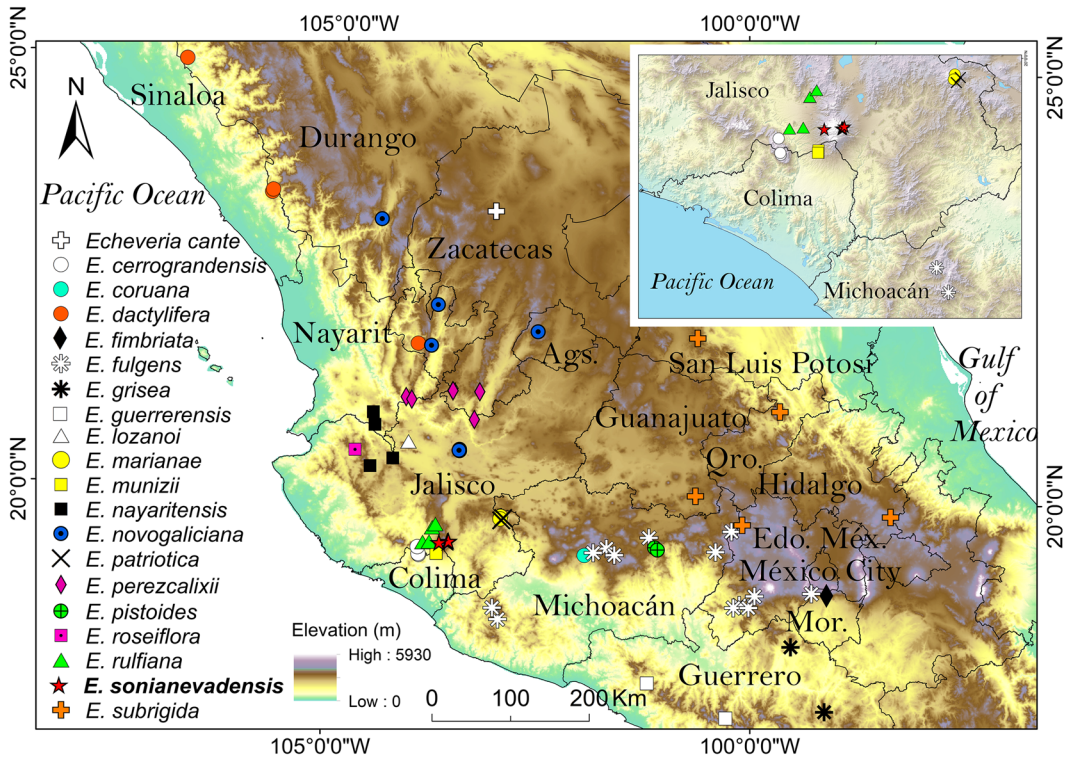 105°0'0"W
100°0'0"W
25°0'0"N
25°0'0"N
N
Sinaloa
Durango
Pacific Ocean
Zacatecas
Nayarit
Ags.
San Luis Potosí
Guanajuato
Qro.
Hidalgo
Jalisco
Edo. Méx.
México City
Colima
Michoacán
Mor.
Guerrero
Gulf
of
Mexico
Jalisco
Colima
Pacific Ocean
Michoacán
Echeveria cante
E. cerrograndensis
E. coruana
E. dactylifera
E. fimbriata
E. fulgens
E. grisea
E. guerrerensis
E. lozanoi
E. marianae
E. munizii
E. nayaritensis
E. novogaliciana
E. patriotica
E. perezcalixii
E. pistoides
E. roseiflora
E. rulfiana
E. sonianevadensis
E. subrigida
Elevation (m)
High : 5930
Low : 0
0 100 200 Km
20°0'0"N
20°0'0"N
105°0'0"W
100°0'0"W